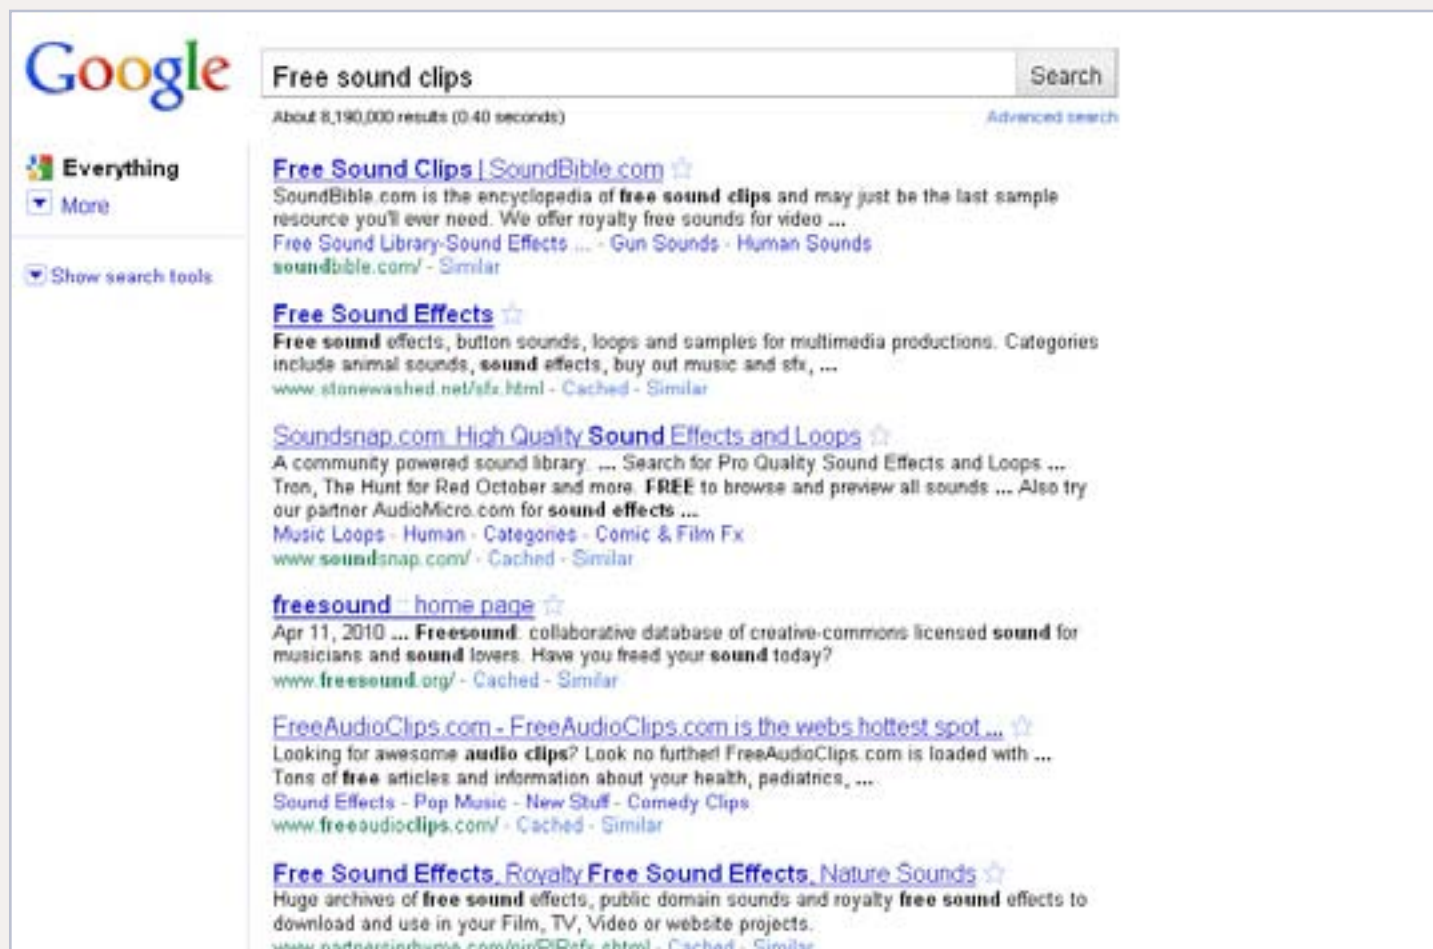 Google
Free sound clips Search
About 8,190,000 results (0.40 seconds) Advanced search
Everything
More
Show search tools
Free Sound Clips | SoundBible.com
SoundBible.com is the encyclopedia of free sound clips and may just be the last sample
resource you'll ever need. We offer royalty free sounds for video ...
Free Sound Library-Sound Effects ... - Gun Sounds - Human Sounds
soundbible.com/ - Similar
Free Sound Effects
Free sound effects, button sounds, loops and samples for multimedia productions. Categories
include animal sounds, sound effects, buy out music and sfx, ...
www.stonewashed.net/sfx.html - Cached - Similar
Soundsnap.com: High Quality Sound Effects and Loops
A community powered sound library. ... Search for Pro Quality Sound Effects and Loops ...
Tron, The Hunt for Red October and more. FREE to browse and preview all sounds ... Also try
our partner AudioMicro.com for sound effects ...
Music Loops - Human - Categories - Comic & Film Fx
www.soundsnap.com/ - Cached - Similar
freesound :: home page
Apr 11, 2010 ... Freesound: collaborative database of creative-commons licensed sound for
musicians and sound lovers. Have you freed your sound today?
www.freesound.org/ - Cached - Similar
FreeAudioClips.com - FreeAudioClips.com is the webs hottest spot ...
Looking for awesome audio clips? Look no further! FreeAudioClips.com is loaded with ...
Tons of free articles and information about your health, pediatrics, ...
Sound Effects - Pop Music - New Stuff - Comedy Clips
www.freeaudioclips.com/ - Cached - Similar
Free Sound Effects, Royalty Free Sound Effects, Nature Sounds
Huge archives of free sound effects, public domain sounds and royalty free sound effects to
download and use in your Film, TV, Video or website projects.
Cached - Similar